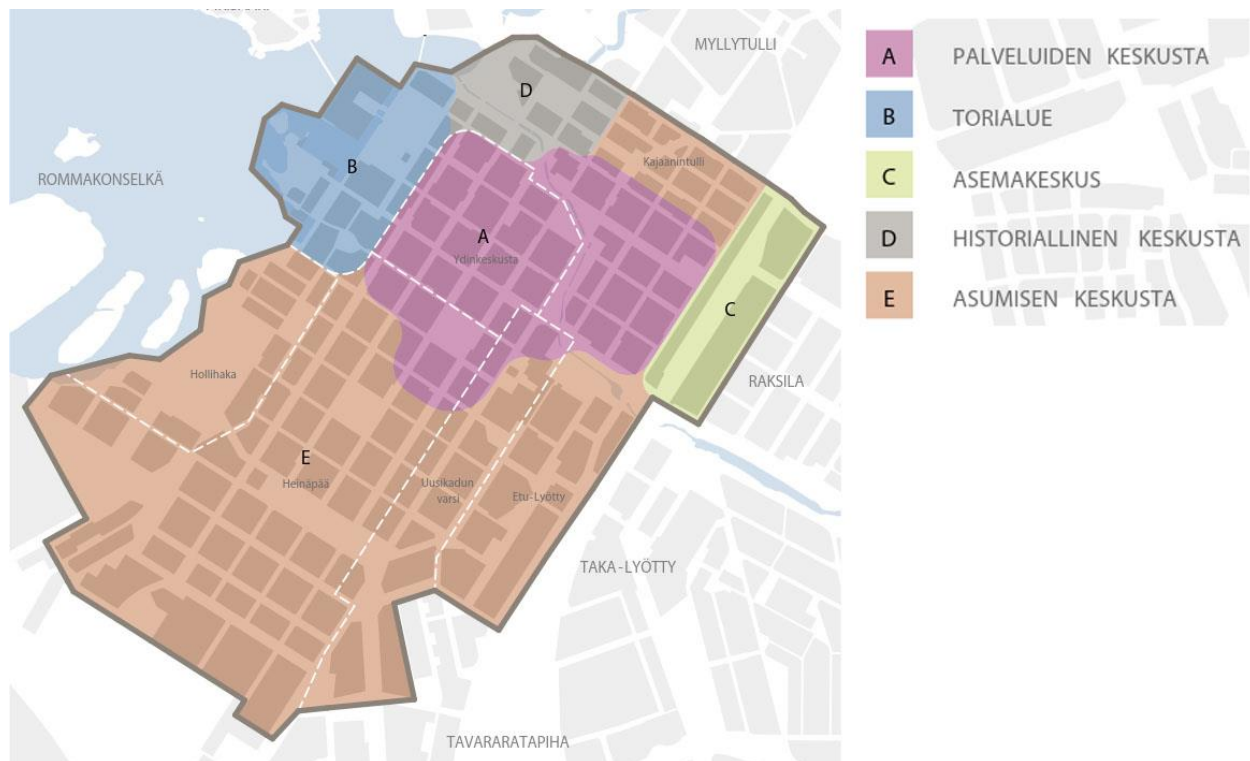 MYLLYTULLI
D
Kajaanintulli
B
ROMMAKONSELKÄ
A
Ydinkeskusta
C
Hollihaka
RAKSILA
E
Heinäpää
Uusikadun
varsi
Etu-Lyötty
TAKA-LYÖTTY
TAVARARATAPIHA
A PALVELUIDEN KESKUSTA
B TORIALUE
C ASEMAKESKUS
D HISTORIALLINEN KESKUSTA
E ASUMISEN KESKUSTA